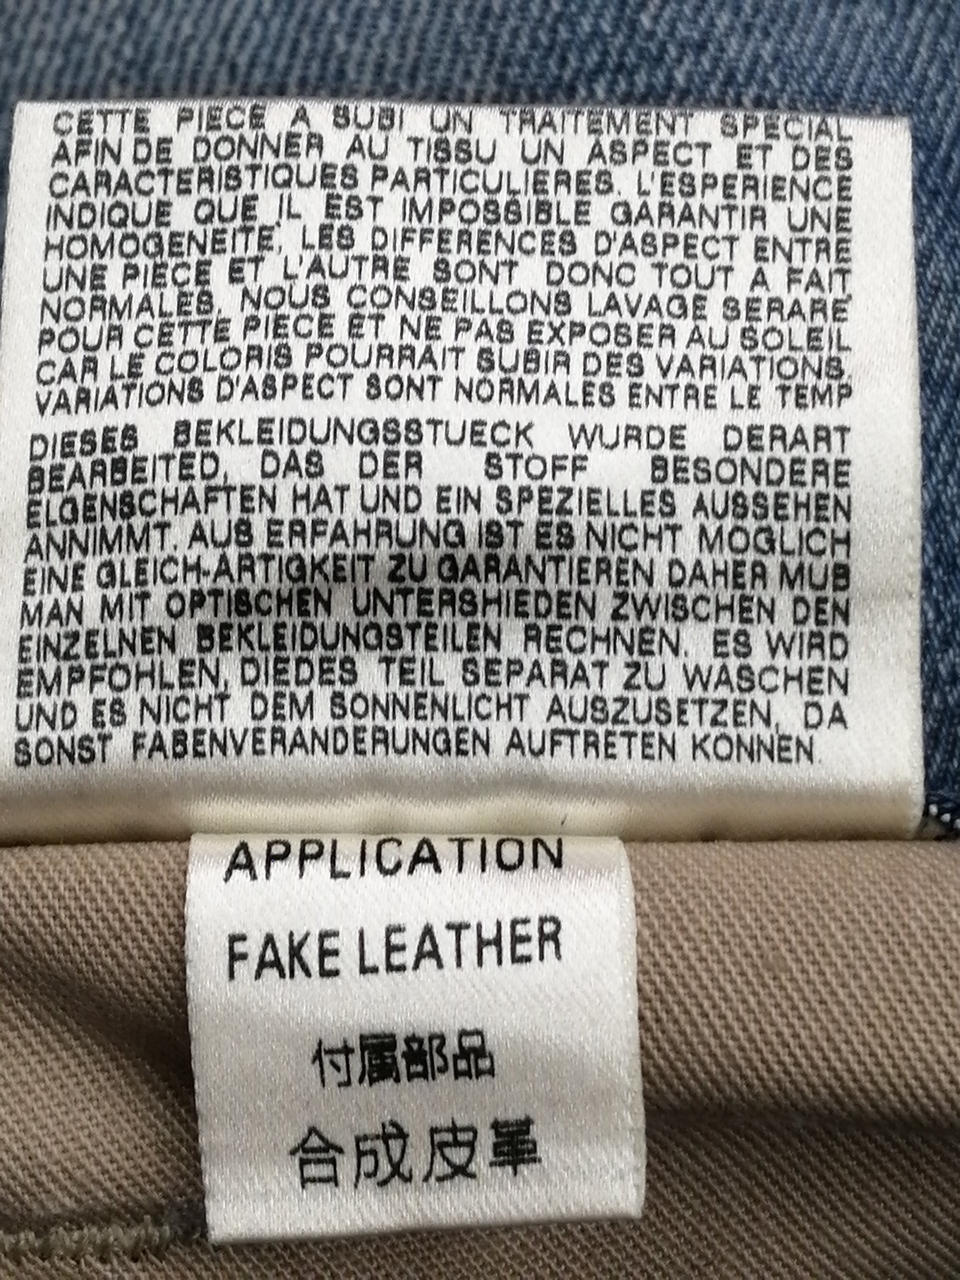 CETTE PIECE A SUBI UN TRAITEMENT SPECIAL
AFIN DE DONNER AU TISSU UN ASPECT ET DES
CARACTERISTIQUES PARTICULIERES. L'ESPERIENCE
INDIQUE QUE IL EST IMPOSSIBLE GARANTIR UNE
HOMOGENEITE, LES DIFFERENCES D'ASPECT ENTRE
UNE PIECE ET L'AUTRE SONT DONC TOUT A FAIT
NORMALES, NOUS CONSEILLONS LAVAGE SERARE
POUR CETTE PIECE ET NE PAS EXPOSER AU SOLEIL
CAR LE COLORIS POURRAIT SUBIR DES VARIATIONS,
VARIATIONS D'ASPECT SONT NORMALES ENTRE LE TEMP
DIESES BEKLEIDUNGSSTUECK WURDE DERART
BEARBEITED, DAS DER STOFF BESONDERE
ELGENSCHAFTEN HAT UND EIN SPEZIELLES AUSSEHEN
ANNIMMT. AUS ERFAHRUNG IST ES NICHT MOGLICH
EINE GLEICH-ARTIGKEIT ZU GARANTIEREN DAHER MUB
MAN MIT OPTISCHEN UNTERSHIEDEN ZWISCHEN DEN
EINZELNEN BEKLEIDUNGSTEILEN RECHNEN. ES WIRD
EMPFOHLEN, DIEDES TEIL SEPARAT ZU WASCHEN
UND ES NICHT DEM SONNENLICHT AUSZUSETZEN, DA
SONST FABENVERANDERUNGEN AUFTRETEN KONNEN.
APPLICATION
FAKE LEATHER
付属部品
合成皮革